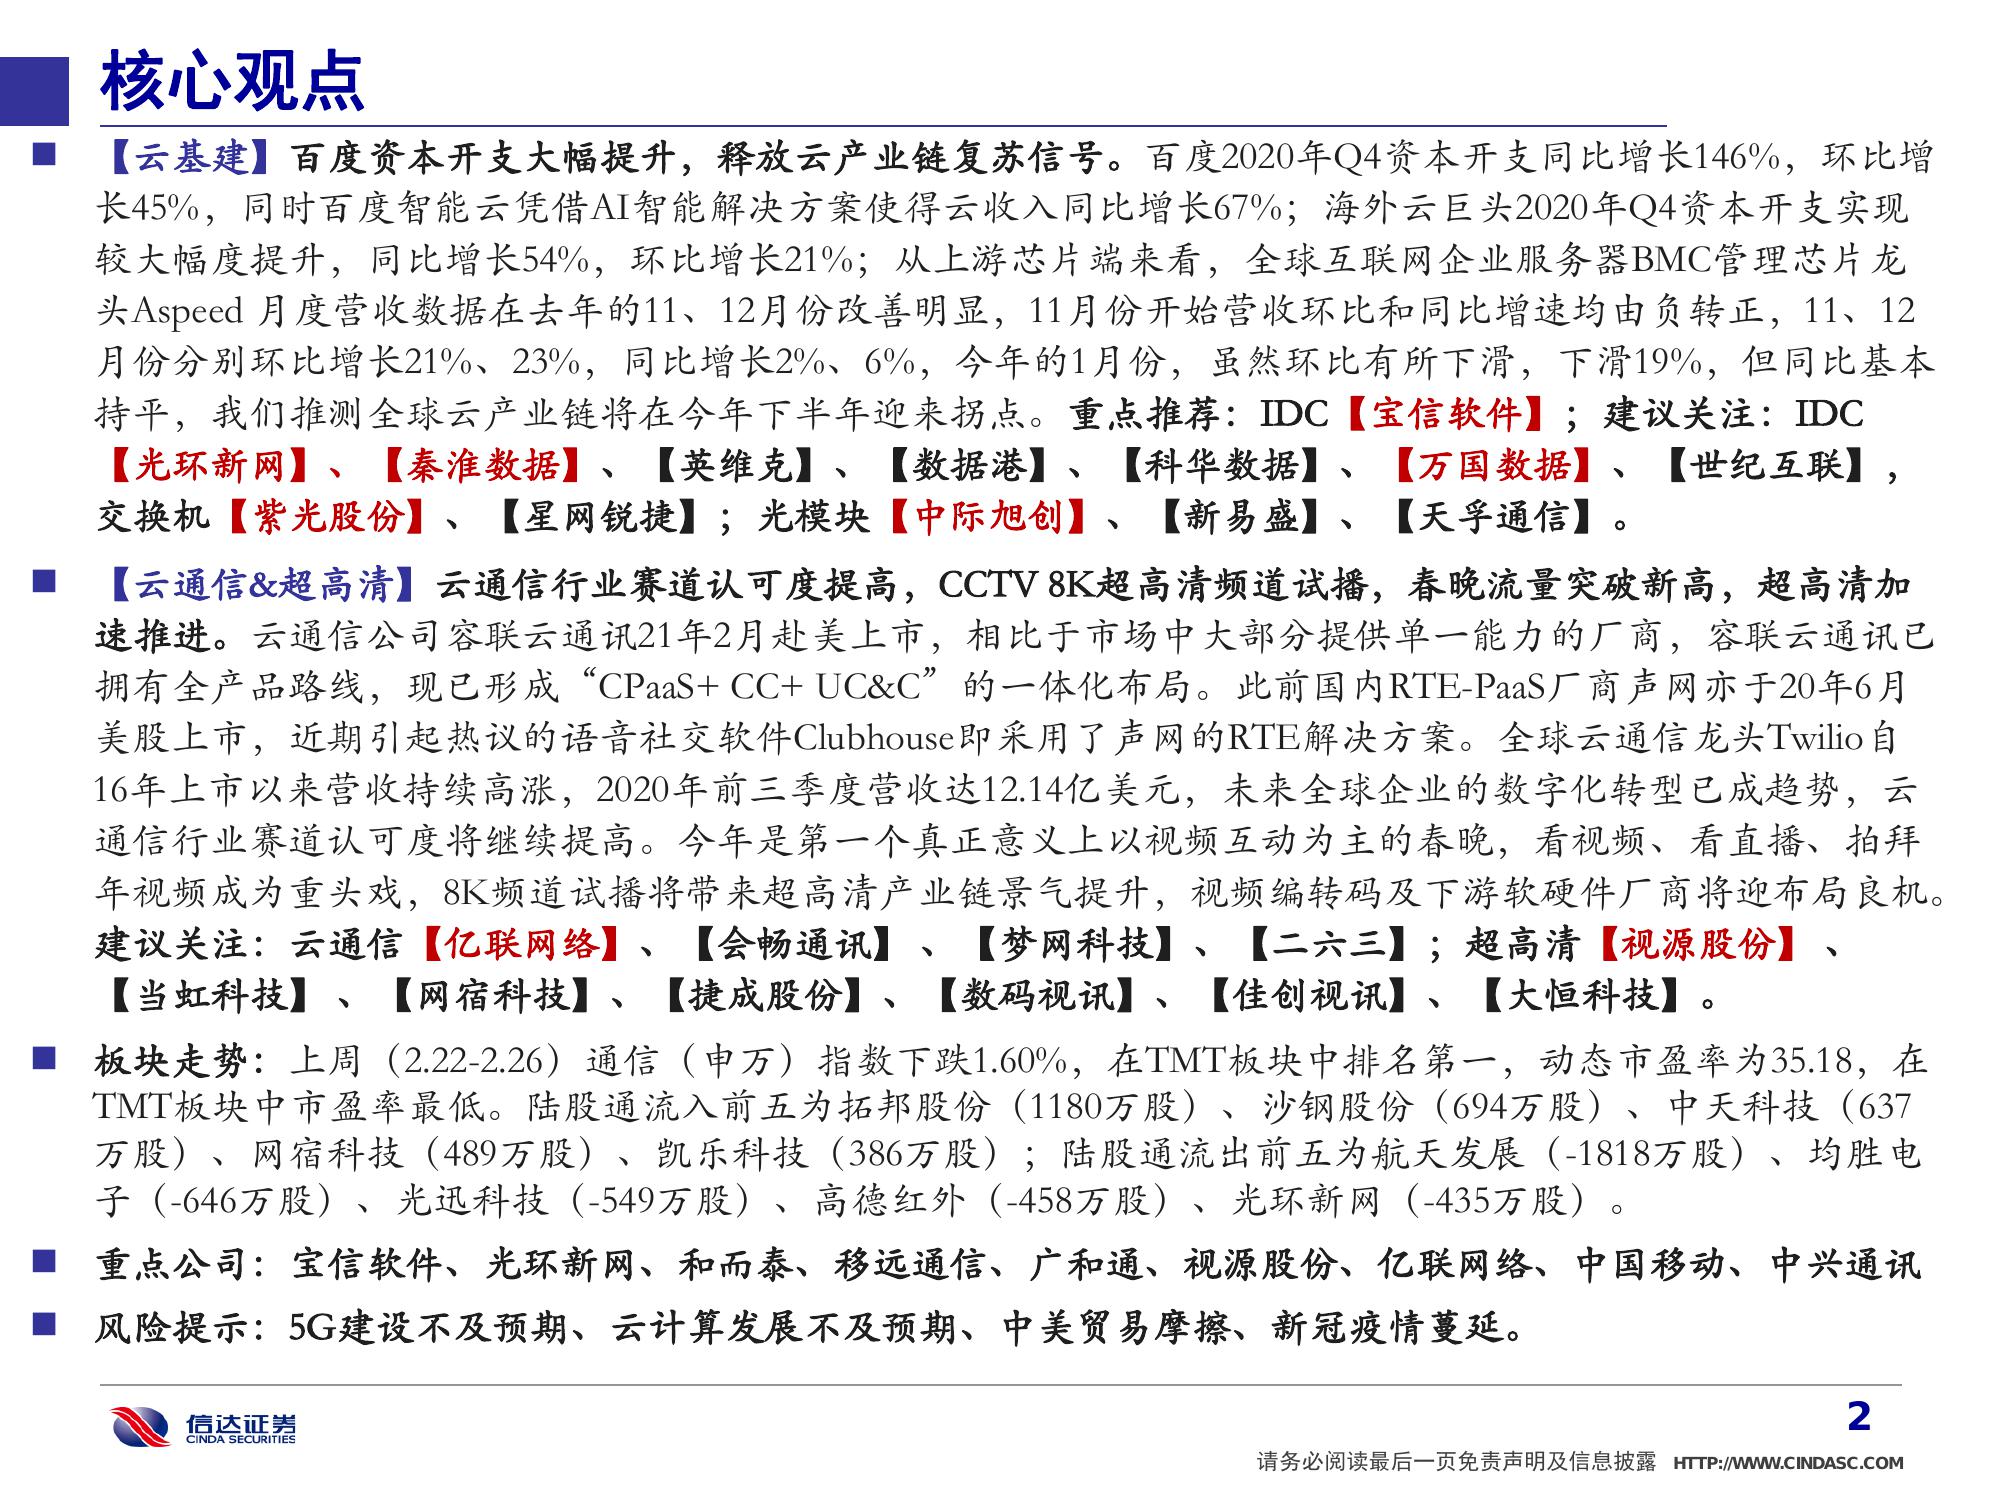 核心观点
■ 【云基建】百度资本开支大幅提升，释放云产业链复苏信号。百度2020年Q4资本开支同比增长146%，环比增
长45%，同时百度智能云凭借AI智能解决方案使得云收入同比增长67%；海外云巨头2020年Q4资本开支实现
较大幅度提升，同比增长54%，环比增长21%；从上游芯片端来看，全球互联网企业服务器BMC管理芯片龙
头Aspeed 月度营收数据在去年的11、12月份改善明显，11月份开始营收环比和同比增速均由负转正，11、12
月份分别环比增长21%、23%，同比增长2%、6%，今年的1月份，虽然环比有所下滑，下滑19%，但同比基本
持平，我们推测全球云产业链将在今年下半年迎来拐点。重点推荐：IDC【宝信软件】；建议关注：IDC
【光环新网】、【秦淮数据】、【英维克】、【数据港】、【科华数据】、【万国数据】、【世纪互联】，
交换机【紫光股份】、【星网锐捷】；光模块【中际旭创】、【新易盛】、【天孚通信】。
■ 【云通信&超高清】云通信行业赛道认可度提高，CCTV 8K超高清频道试播，春晚流量突破新高，超高清加
速推进。云通信公司容联云通讯21年2月赴美上市，相比于市场中大部分提供单一能力的厂商，容联云通讯已
拥有全产品路线，现已形成“CPaaS+ CC+ UC&C”的一体化布局。此前国内RTE-PaaS厂商声网亦于20年6月
美股上市，近期引起热议的语音社交软件Clubhouse即采用了声网的RTE解决方案。全球云通信龙头Twilio自
16年上市以来营收持续高涨，2020年前三季度营收达12.14亿美元，未来全球企业的数字化转型已成趋势，云
通信行业赛道认可度将继续提高。今年是第一个真正意义上以视频互动为主的春晚，看视频、看直播、拍拜
年视频成为重头戏，8K频道试播将带来超高清产业链景气提升，视频编转码及下游软硬件厂商将迎布局良机。
建议关注：云通信【亿联网络】、【会畅通讯】、【梦网科技】、【二六三】；超高清【视源股份】、
【当虹科技】、【网宿科技】、【捷成股份】、【数码视讯】、【佳创视讯】、【大恒科技】。
■ 板块走势：上周（2.22-2.26）通信（申万）指数下跌1.60%，在TMT板块中排名第一，动态市盈率为35.18，在
TMT板块中市盈率最低。陆股通流入前五为拓邦股份（1180万股）、沙钢股份（694万股）、中天科技（637
万股）、网宿科技（489万股）、凯乐科技（386万股）；陆股通流出前五为航天发展（-1818万股）、均胜电
子（-646万股）、光迅科技（-549万股）、高德红外（-458万股）、光环新网（-435万股）。
■ 重点公司：宝信软件、光环新网、和而泰、移远通信、广和通、视源股份、亿联网络、中国移动、中兴通讯
■ 风险提示：5G建设不及预期、云计算发展不及预期、中美贸易摩擦、新冠疫情蔓延。
信达证券
CINDA SECURITIES
2
请务必阅读最后一页免责声明及信息披露 HTTP://WWW.CINDASC.COM